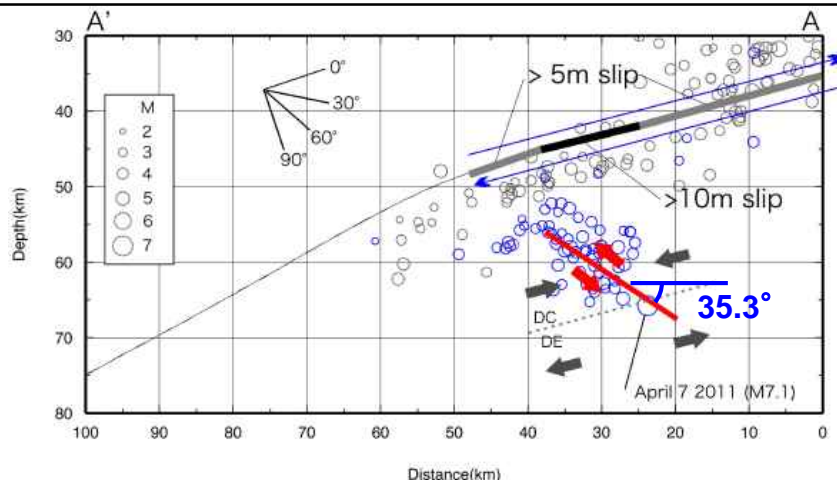 A'
A
30
40
50
60
70
80
Depth(km)
M
2
3
4
5
6
7
0°
30°
60°
90°
> 5m slip
>10m slip
35.3°
DC
DE
April 7 2011 (M7.1)
100
90
80
70
60
50
40
30
20
10
0
Distance(km)